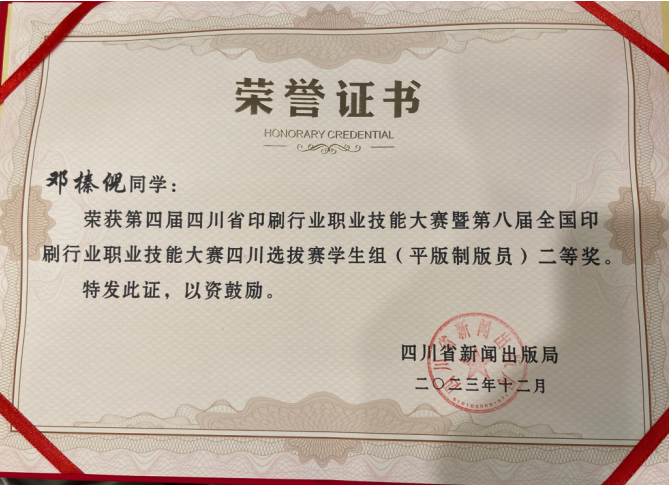 荣誉证书
HONORARY CREDENTIAL
邓榛倪同学：
荣获第四届四川省印刷行业职业技能大赛暨第八届全国印
刷行业职业技能大赛四川选拔赛学生组（平版制版员）二等奖。
特发此证，以资鼓励。
四川省新闻出版局
二〇二三年十二月